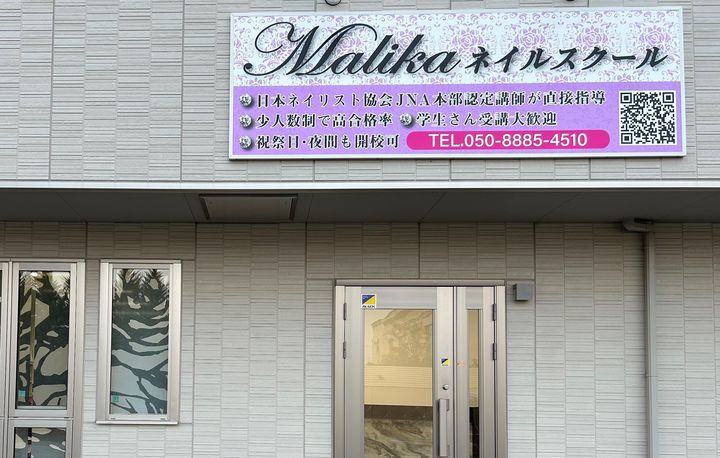 Malika ネイルスクール
日本ネイリスト協会JNA本部認定講師が直接指導
少人数制で高合格率 学生さん受講大歓迎
祝祭日・夜間も開校可 TEL.050-8885-4510